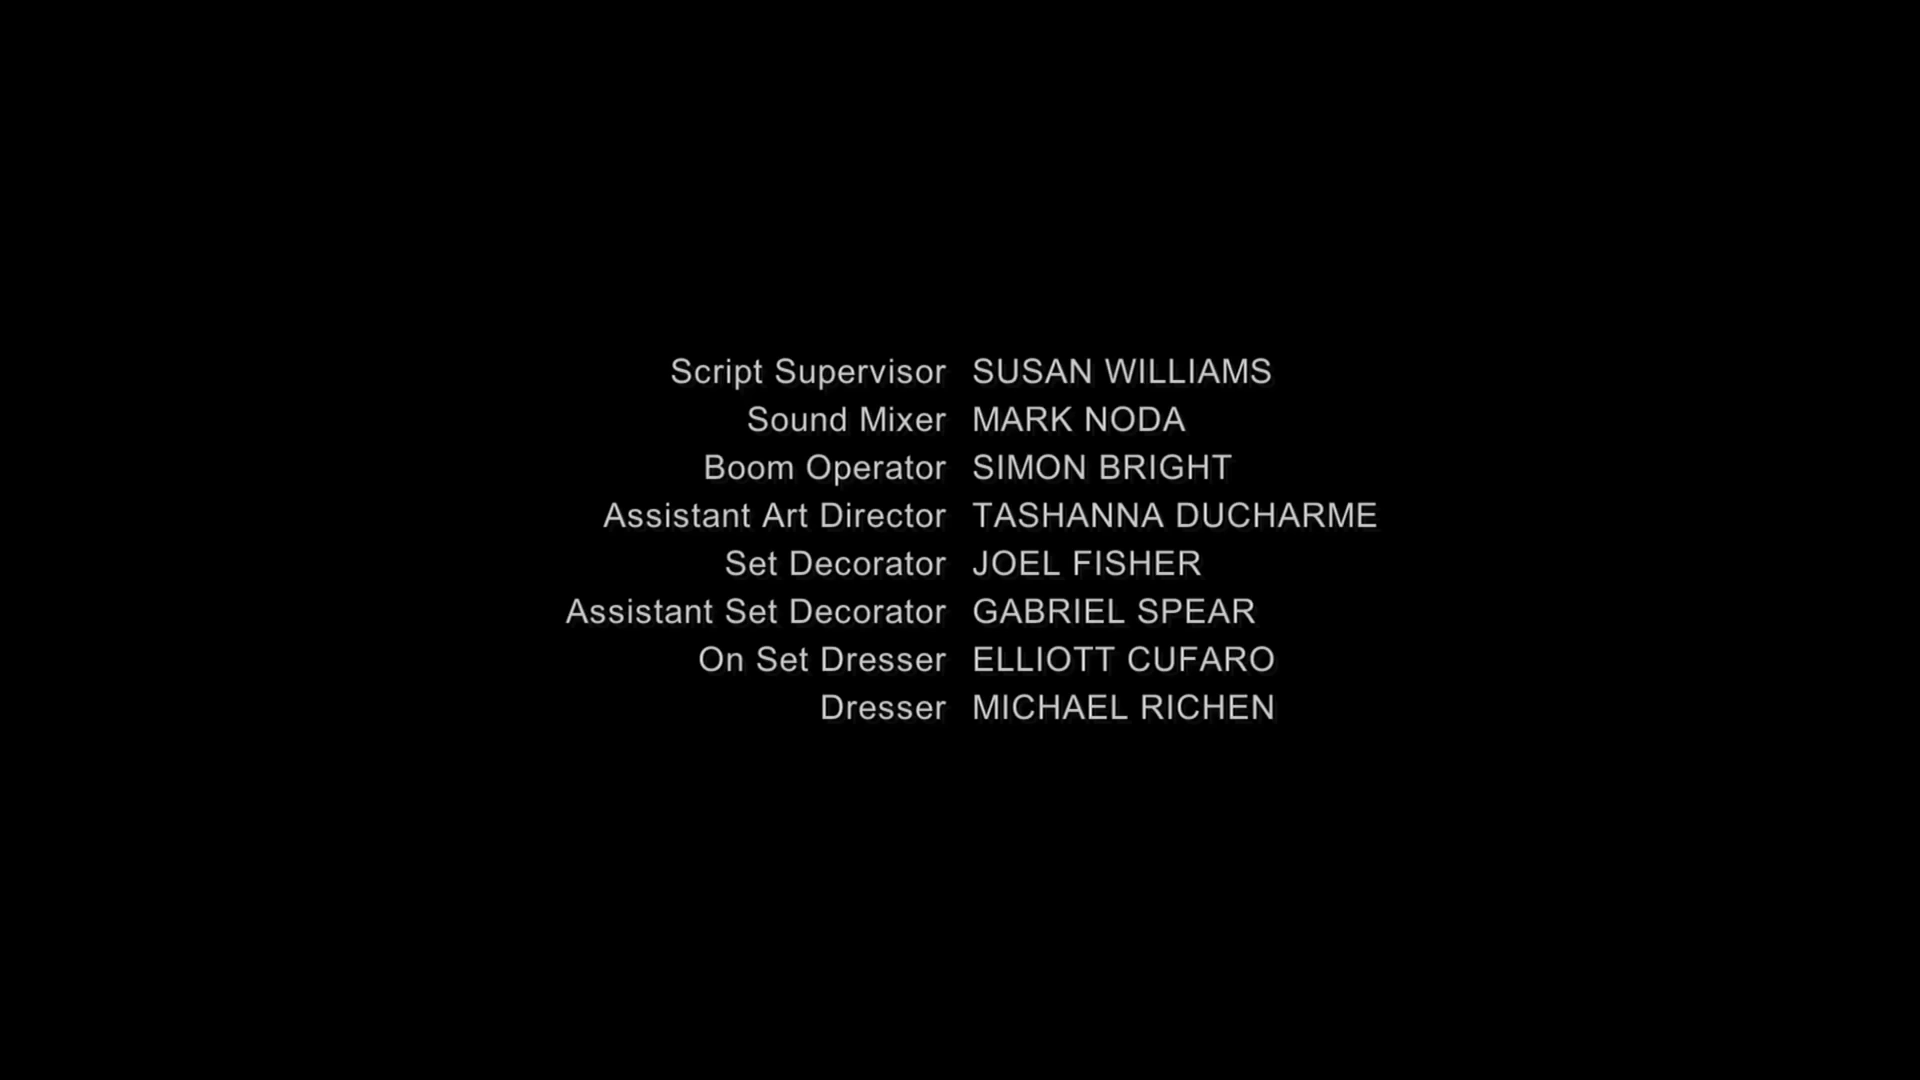 Script Supervisor SUSAN WILLIAMS
Sound Mixer MARK NODA
Boom Operator SIMON BRIGHT
Assistant Art Director TASHANNA DUCHARME
Set Decorator JOEL FISHER
Assistant Set Decorator GABRIEL SPEAR
On Set Dresser ELLIOTT CUFARO
Dresser MICHAEL RICHEN